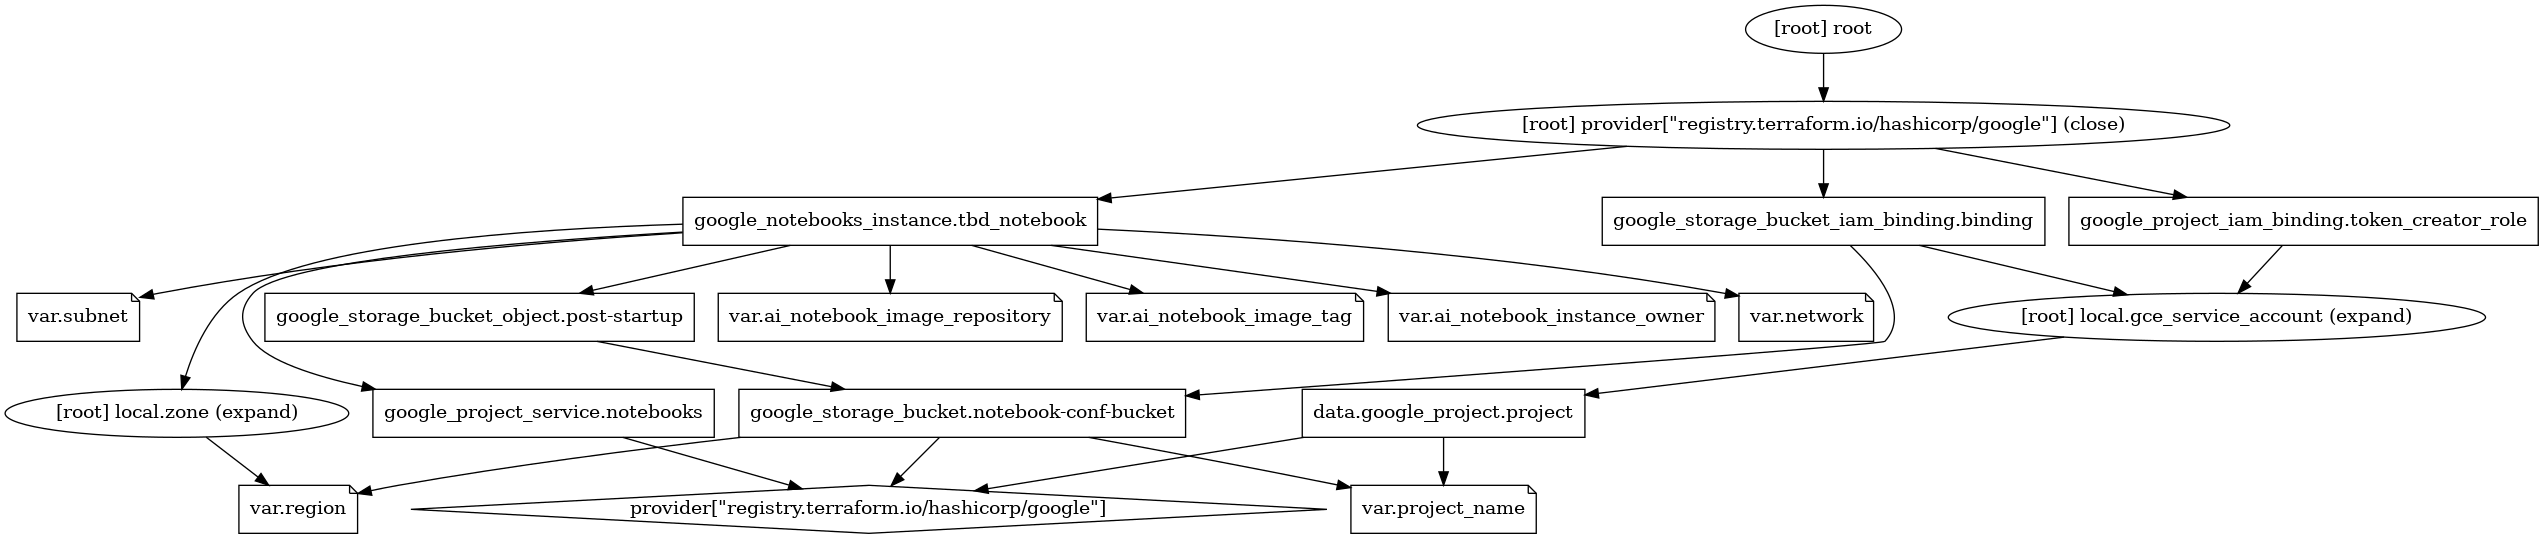 [root] root
[root] provider["registry.terraform.io/hashicorp/google"] (close)
google_notebooks_instance.tbd_notebook
google_storage_bucket_iam_binding.binding
google_project_iam_binding.token_creator_role
var.subnet
google_storage_bucket_object.post-startup
var.ai_notebook_image_repository
var.ai_notebook_image_tag
var.ai_notebook_instance_owner
var.network
[root] local.gce_service_account (expand)
[root] local.zone (expand)
google_project_service.notebooks
google_storage_bucket.notebook-conf-bucket
data.google_project.project
var.region
provider["registry.terraform.io/hashicorp/google"]
var.project_name